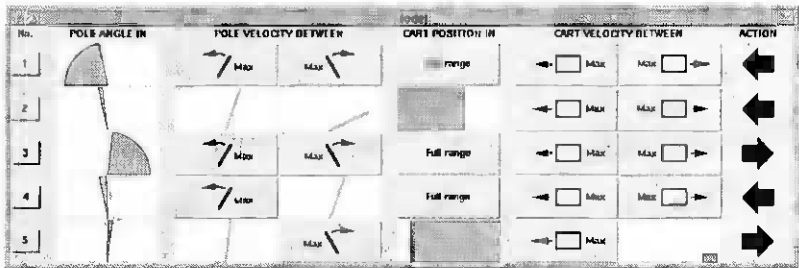 No. POLE ANGLE IN POLE VELOCITY BETWEEN CART POSITION IN CART VELOCITY BETWEEN ACTION
1 Max Max range Max Max
2 Max Max
3 Max Max Full range Max Max
4 Max Full range Max Max
5 Max Max